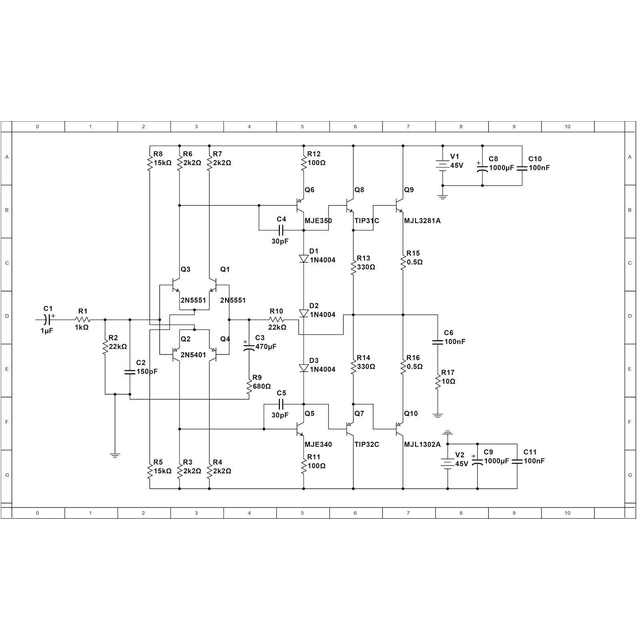 0 1 2 3 4 5 6 7 8 9 10
A A
B B
C C
D D
E E
F F
G G
R8
15kΩ
R6
2k2Ω
R7
2k2Ω
R12
100Ω
V1
45V
C8
1000µF
C10
100nF
Q6
MJE350
Q8
TIP31C
Q9
MJL3281A
C4
30pF
D1
1N4004
R13
330Ω
R15
0.5Ω
Q3
2N5551
Q1
2N5551
C1
1µF
R1
1kΩ
R10
22kΩ
D2
1N4004
R2
22kΩ
Q2
2N5401
Q4
C3
470µF
C6
100nF
C2
150pF
D3
1N4004
R14
330Ω
R16
0.5Ω
R17
10Ω
R9
680Ω
C5
30pF
Q5
MJE340
Q7
TIP32C
Q10
MJL1302A
R5
15kΩ
R3
2k2Ω
R4
2k2Ω
R11
100Ω
V2
45V
C9
1000µF
C11
100nF
0 1 2 3 4 5 6 7 8 9 10